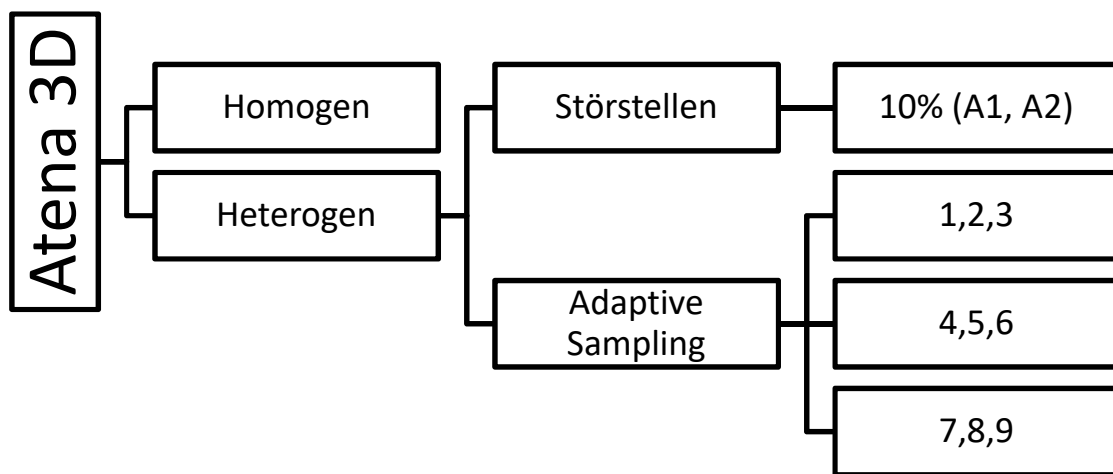 Atena 3D
Homogen
Heterogen
Störstellen
Adaptive
Sampling
10% (A1, A2)
1,2,3
4,5,6
7,8,9